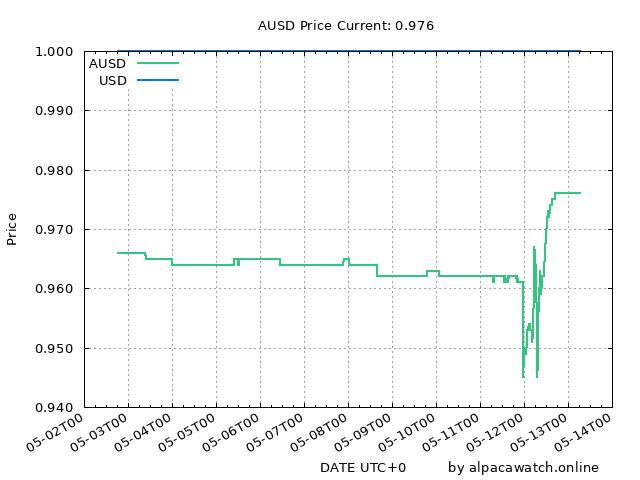 AUSD Price Current: 0.976
1.000
0.990
0.980
0.970
0.960
0.950
0.940
Price
AUSD
USD
05-02T00
05-03T00
05-04T00
05-05T00
05-06T00
05-07T00
05-08T00
05-09T00
05-10T00
05-11T00
05-12T00
05-13T00
05-14T00
DATE UTC+0 by alpacawatch.online